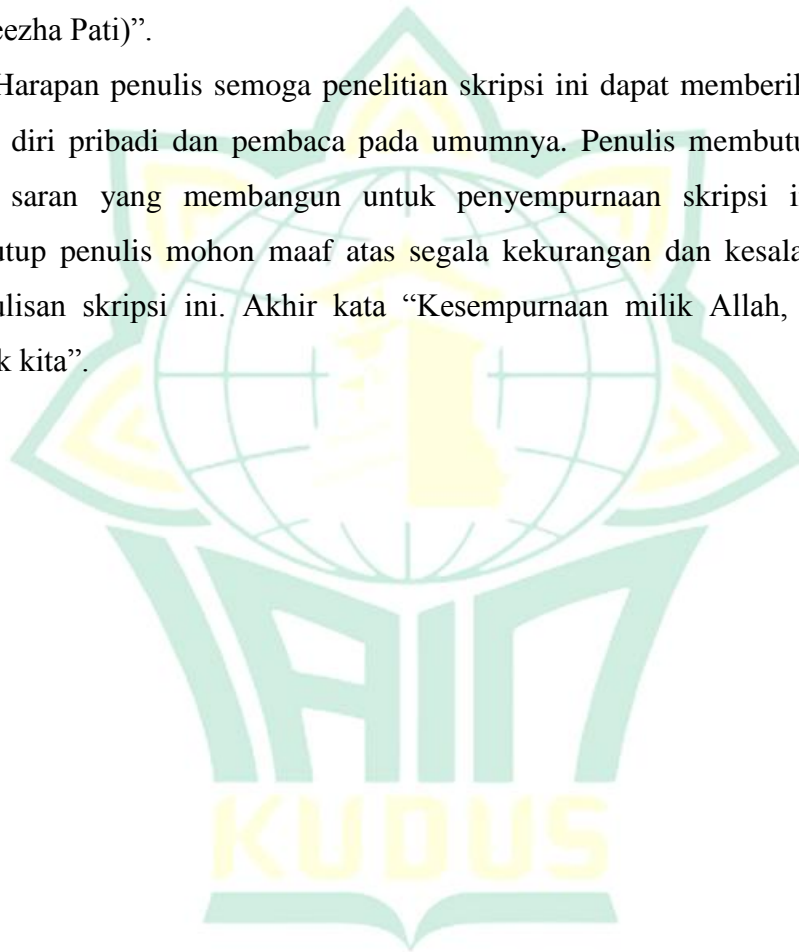 eezha Pati)”.
Harapan penulis semoga penelitian skripsi ini dapat memberil
diri pribadi dan pembaca pada umumnya. Penulis membutu
saran yang membangun untuk penyempurnaan skripsi i
utup penulis mohon maaf atas segala kekurangan dan kesala
ulisan skripsi ini. Akhir kata “Kesempurnaan milik Allah,
k kita”.
IAIN
KUDUS